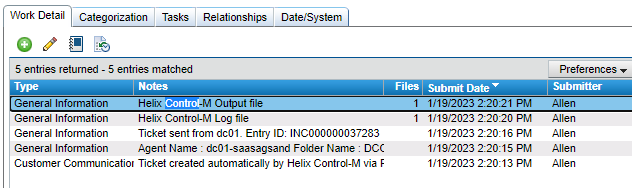 Work Detail Categorization Tasks Relationships Date/System
5 entries returned - 5 entries matched Preferences
Type Notes Files Submit Date Submitter
General Information Helix Control-M Output file 1 1/19/2023 2:20:21 PM Allen
General Information Helix Control-M Log file 1 1/19/2023 2:20:20 PM Allen
General Information Ticket sent from dc01. Entry ID: INC000000037283 1/19/2023 2:20:16 PM Allen
General Information Agent Name : dc01-saasagsand Folder Name : DCC 1/19/2023 2:20:15 PM Allen
Customer Communication Ticket created automatically by Helix Control-M via 1/19/2023 2:20:13 PM Allen